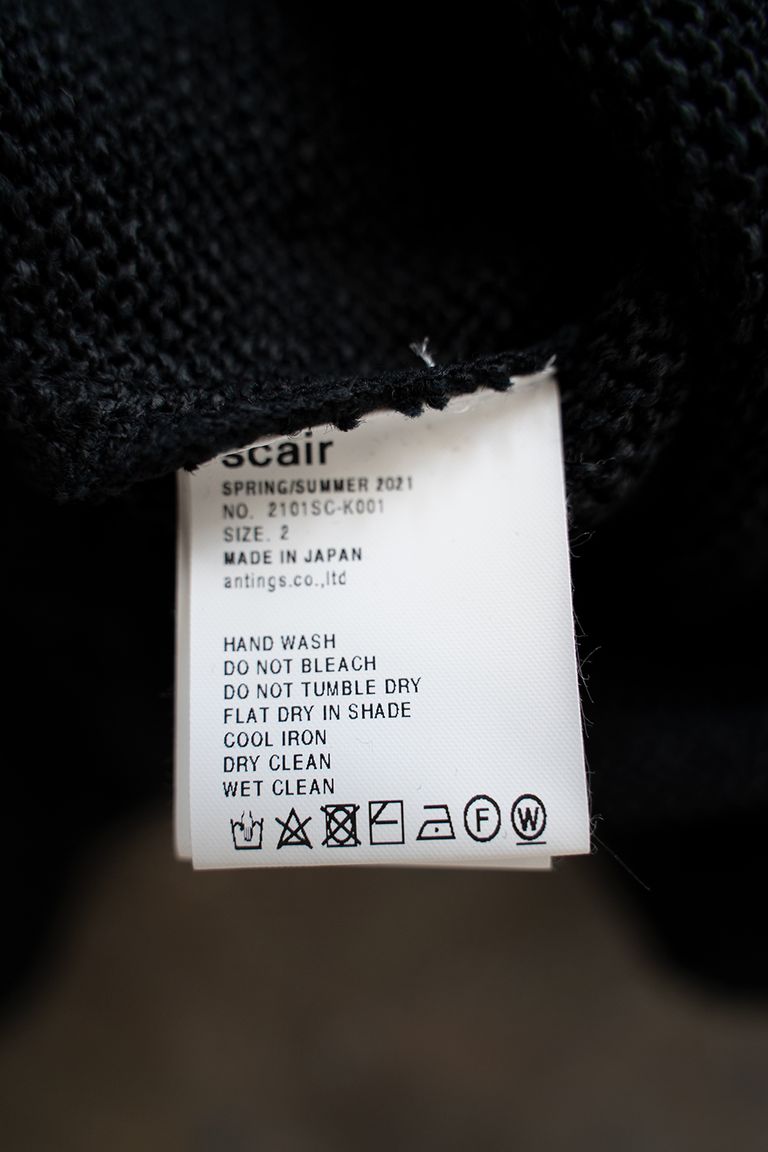 scair
SPRING/SUMMER 2021
NO. 2101SC-K001
SIZE. 2
MADE IN JAPAN
antings.co.,ltd
HAND WASH
DO NOT BLEACH
DO NOT TUMBLE DRY
FLAT DRY IN SHADE
COOL IRON
DRY CLEAN
WET CLEAN
F W